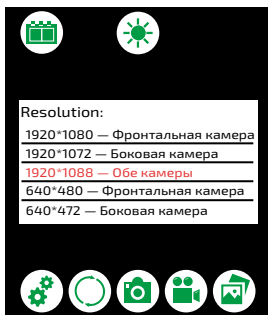 Resolution:
1920*1080 — Фронтальная камера
1920*1072 — Боковая камера
1920*1088 — Обе камеры
640*480 — Фронтальная камера
640*472 — Боковая камера